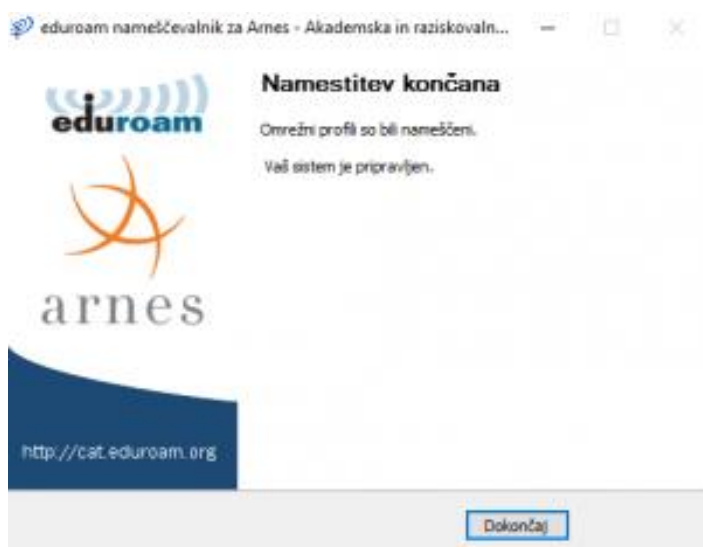 eduroam nameščevalnik za Arnes - Akademska in raziskovaln...
eduroam
Namestitev končana
Omrežni profili so bili nameščeni.
Vaš sistem je pripravljen.
arnes
http://cat.eduroam.org
Dokončaj